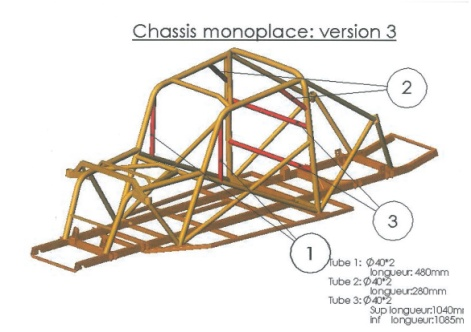 Chassis monoplace: version 3
2
3
1
Tube 1: Ø40*2
longueur: 480mm
Tube 2: Ø40*2
longueur:280mm
Tube 3: Ø40*2
Sup longueur:1040mm
Inf longueur:1085m